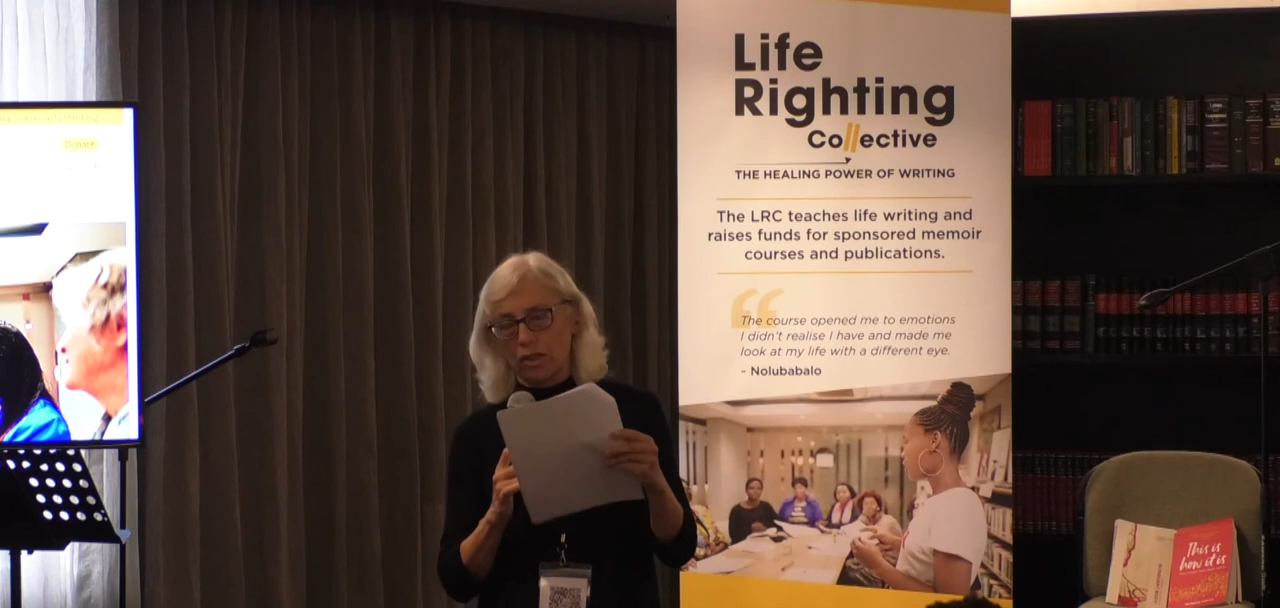 Donate
Life
Righting
Collective
THE HEALING POWER OF WRITING
The LRC teaches life writing and
raises funds for sponsored memoir
courses and publications.
“
The course opened me to emotions
I didn't realise I have and made me
look at my life with a different eye.
- Nolubabalo
This is
how it is